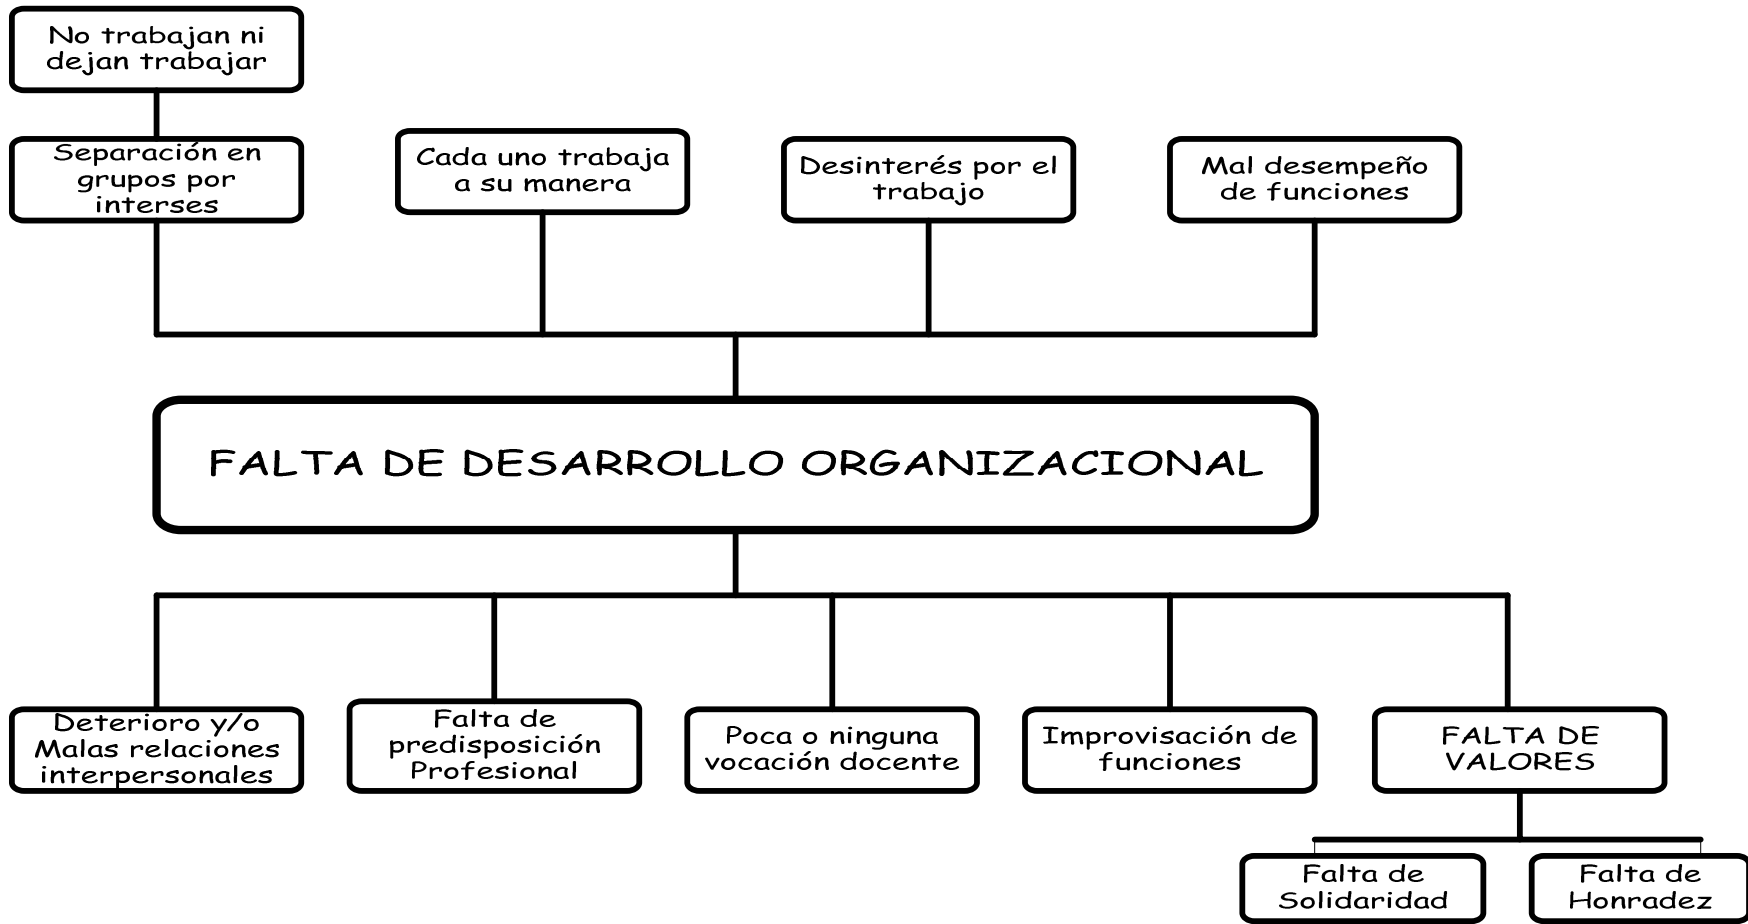 No trabajan ni
dejan trabajar
Separación en
grupos por
interses
Cada uno trabaja
a su manera
Desinterés por el
trabajo
Mal desempeño
de funciones
FALTA DE DESARROLLO ORGANIZACIONAL
Deterioro y/o
Malas relaciones
interpersonales
Falta de
predisposición
Profesional
Poca o ninguna
vocación docente
Improvisación de
funciones
FALTA DE
VALORES
Falta de
Solidaridad
Falta de
Honradez